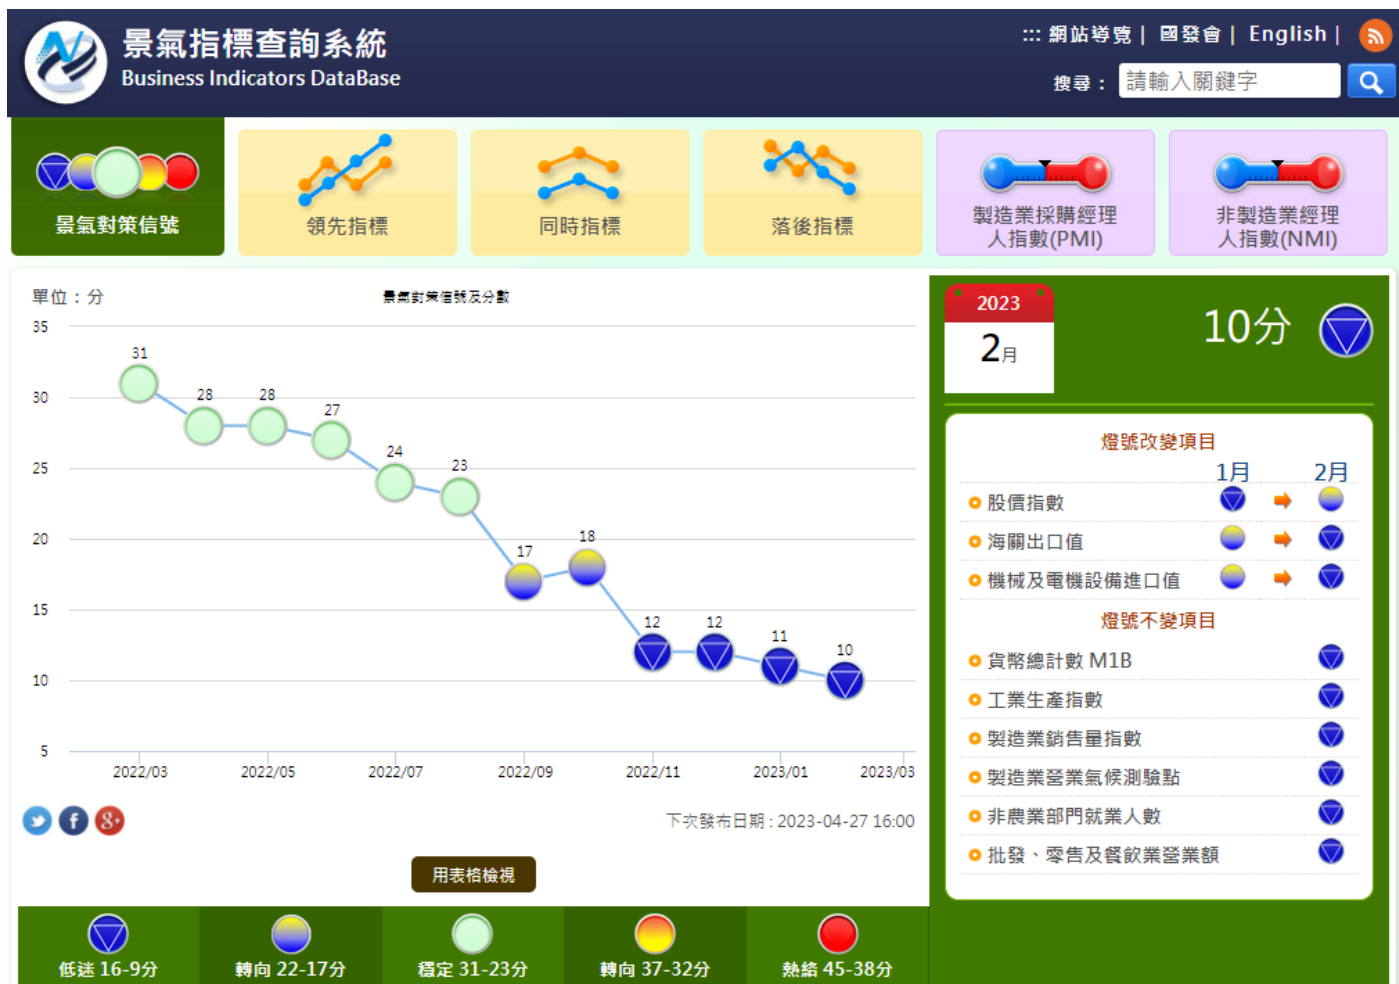 景氣指標查詢系統
Business Indicators DataBase
::: 網站導覽 | 國發會 | English |
搜尋： 請輸入關鍵字
景氣對策信號
領先指標
同時指標
落後指標
製造業採購經理
人指數(PMI)
非製造業經理
人指數(NMI)
單位：分
景氣對策信號及分數
35
30
25
20
15
10
5
31
28
28
27
24
23
17
18
12
12
11
10
2022/03
2022/05
2022/07
2022/09
2022/11
2023/01
2023/03
下次發布日期 : 2023-04-27 16:00
用表格檢視
低迷 16-9分
轉向 22-17分
穩定 31-23分
轉向 37-32分
熱絡 45-38分
2023
2月
10分
燈號改變項目
1月 2月
股價指數
海關出口值
機械及電機設備進口值
燈號不變項目
貨幣總計數 M1B
工業生產指數
製造業銷售量指數
製造業營業氣候測驗點
非農業部門就業人數
批發、零售及餐飲業營業額